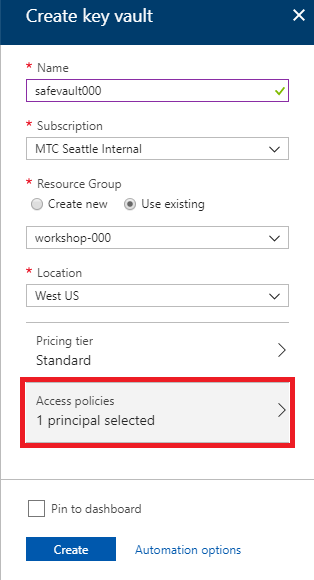 Create key vault
* Name
safevault000
* Subscription
MTC Seattle Internal
* Resource Group
Create new Use existing
workshop-000
* Location
West US
Pricing tier
Standard
Access policies
1 principal selected
Pin to dashboard
Create Automation options